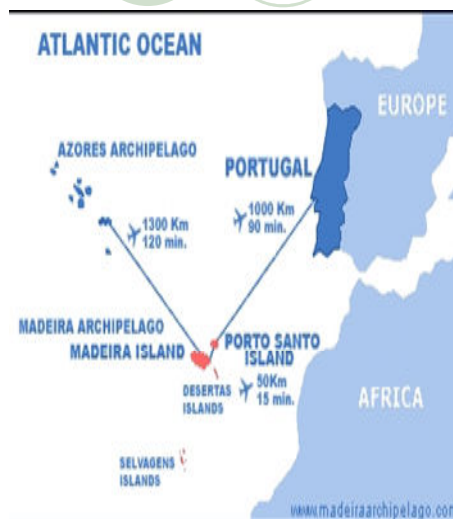 ATLANTIC OCEAN
EUROPE
AZORES ARCHIPELAGO
PORTUGAL
1300 Km
120 min.
1000 Km
90 min.
MADEIRA ARCHIPELAGO
MADEIRA ISLAND
PORTO SANTO
ISLAND
DESERTAS
ISLANDS
50Km
15 min.
AFRICA
SELVAGENS
ISLANDS
www.madeiraarchipelago.com